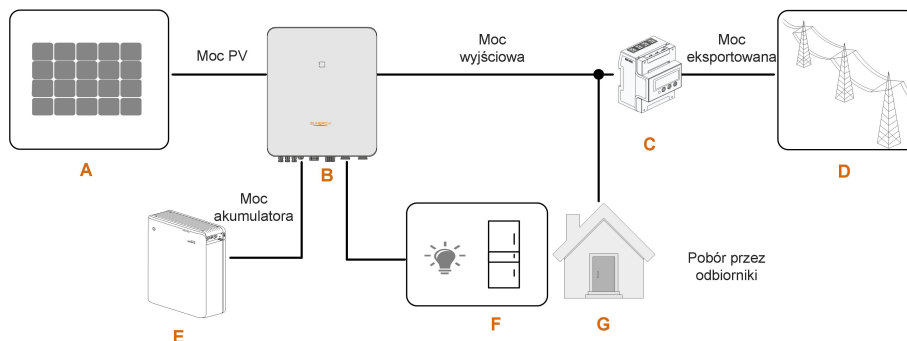 Moc PV
Moc
wyjściowa
Moc
eksportowana
A
B
C
D
Moc
akumulatora
Pobór przez
odbiorniki
E
F
G